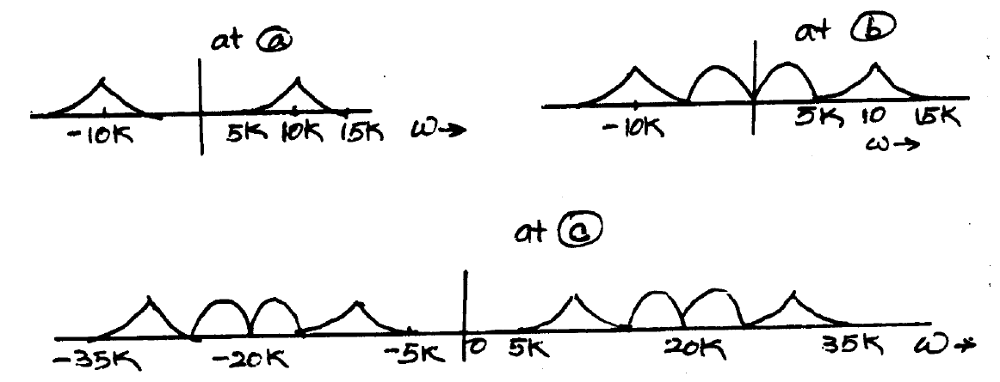 at ⓐ
-10K 5K 10K 15K ω→
at ⓑ
-10K 5K 10 15K
ω→
at ⓒ
-35K -20K -5K 0 5K 20K 35K ω→